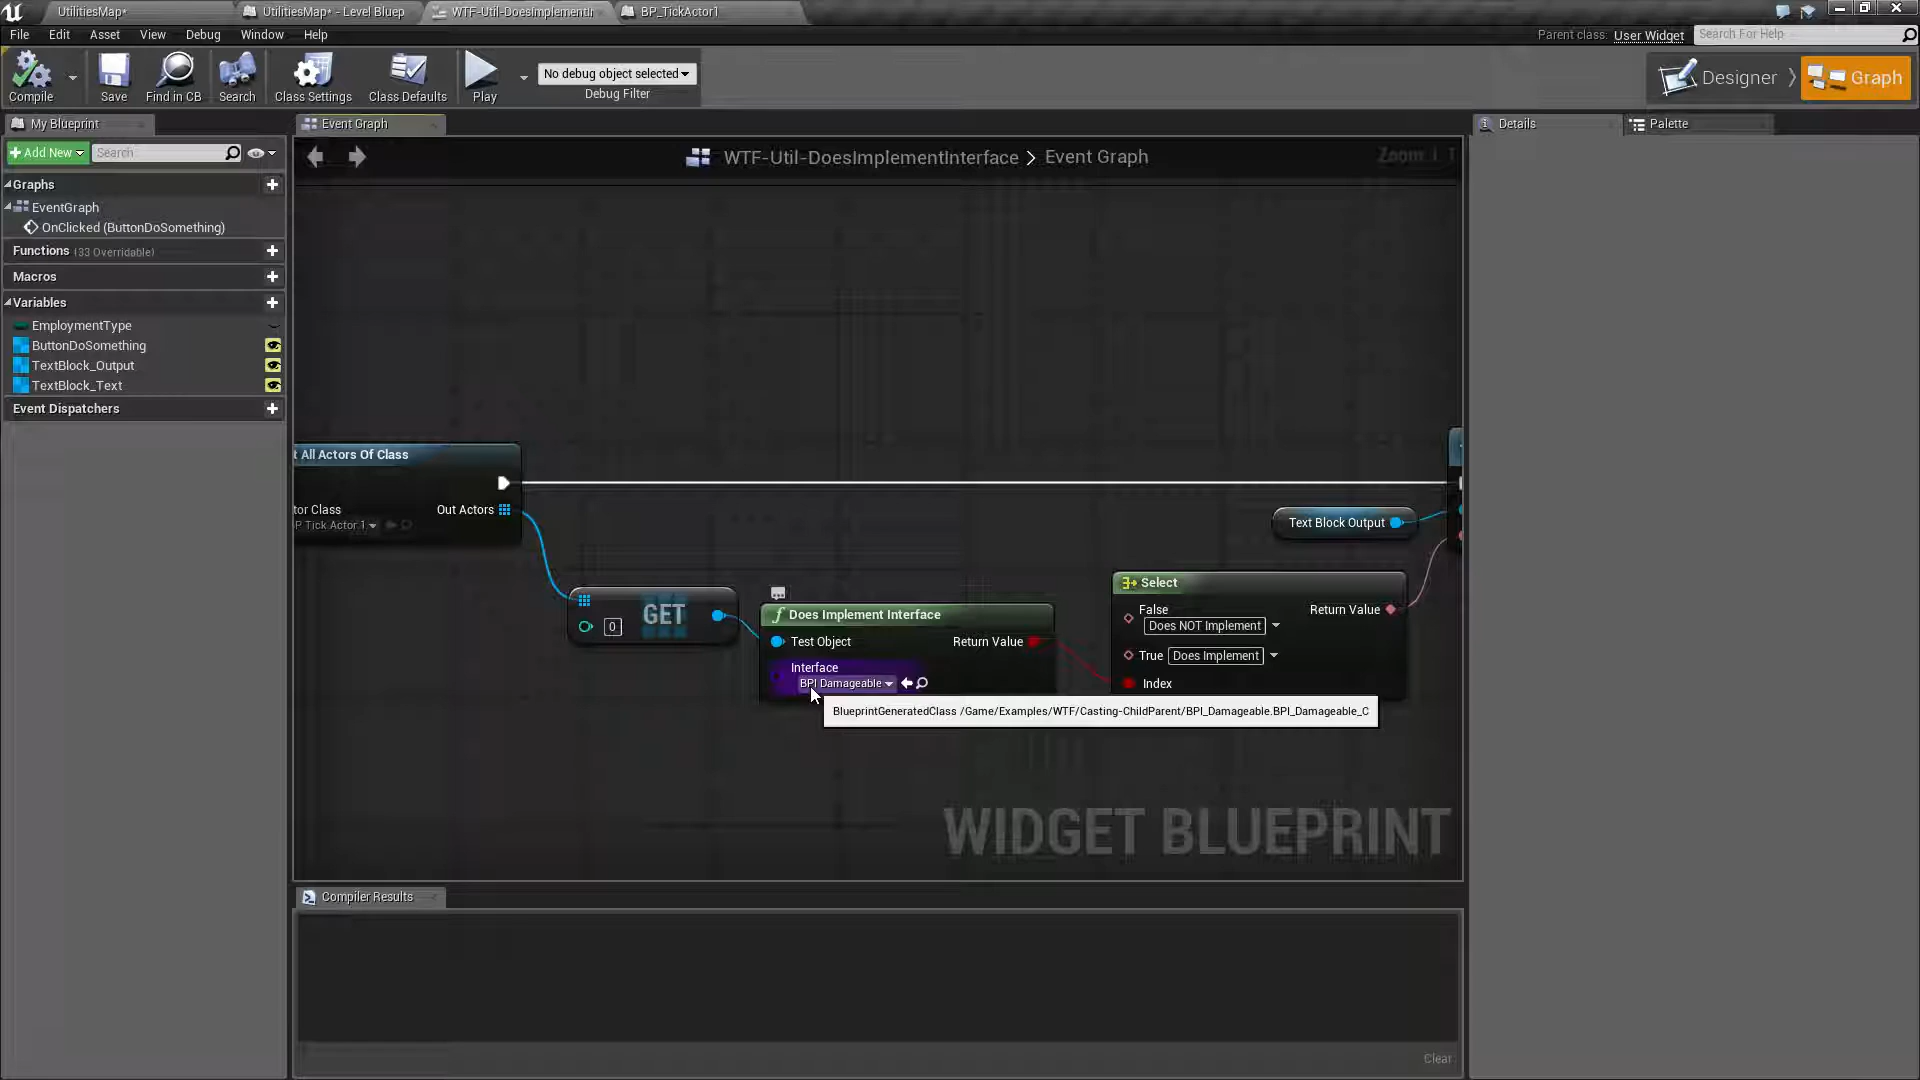 UtilitiesMap*
UtilitiesMap* - Level Bluep
WTF-Util-DoesImplementI
BP_TickActor1
File Edit Asset View Debug Window Help
Parent class: User Widget
Search For Help
Compile
Save
Find in CB
Search
Class Settings
Class Defaults
Play
No debug object selected
Debug Filter
Designer
Graph
My Blueprint
Event Graph
Details
Palette
Add New
Search
WTF-Util-DoesImplementInterface > Event Graph
Zoom 1:1
Graphs
EventGraph
OnClicked (ButtonDoSomething)
Functions (33 Overridable)
Macros
Variables
EmploymentType
ButtonDoSomething
TextBlock_Output
TextBlock_Text
Event Dispatchers
t All Actors Of Class
tor Class
P Tick Actor 1
Out Actors
0
GET
Does Implement Interface
Test Object
Return Value
Interface
BPI Damageable
BlueprintGeneratedClass /Game/Examples/WTF/Casting-ChildParent/BPI_Damageable.BPI_Damageable_C
Text Block Output
Select
False
Does NOT Implement
Return Value
True Does Implement
Index
WIDGET BLUEPRINT
Compiler Results
Clear